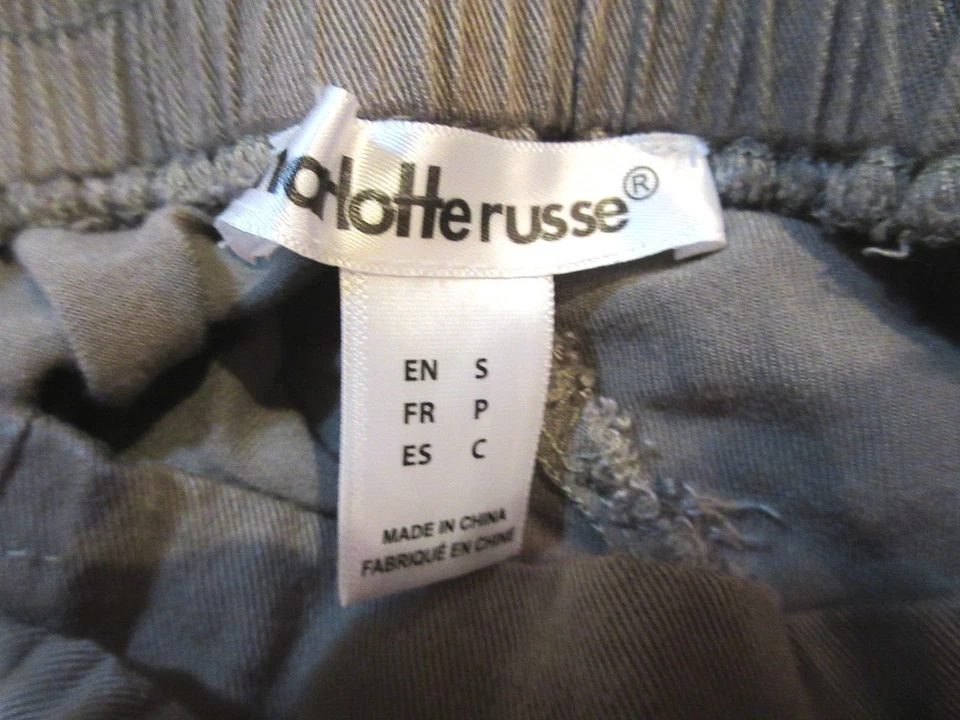 charlotte russe®
EN S
FR P
ES C
MADE IN CHINA
FABRIQUÉ EN CHINE